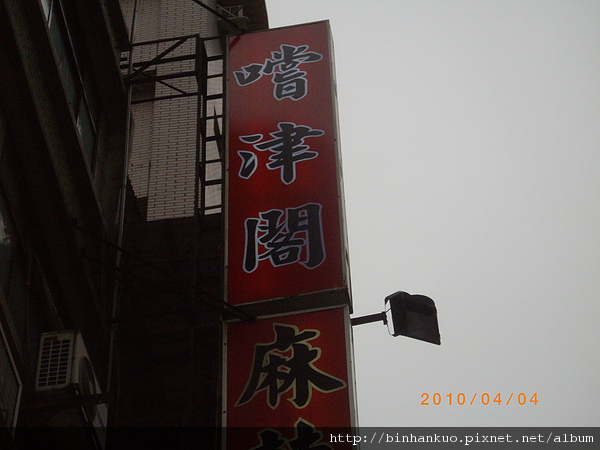 嚐津閣
麻
2010/04/04
http://binhankuo.pixnet.net/album